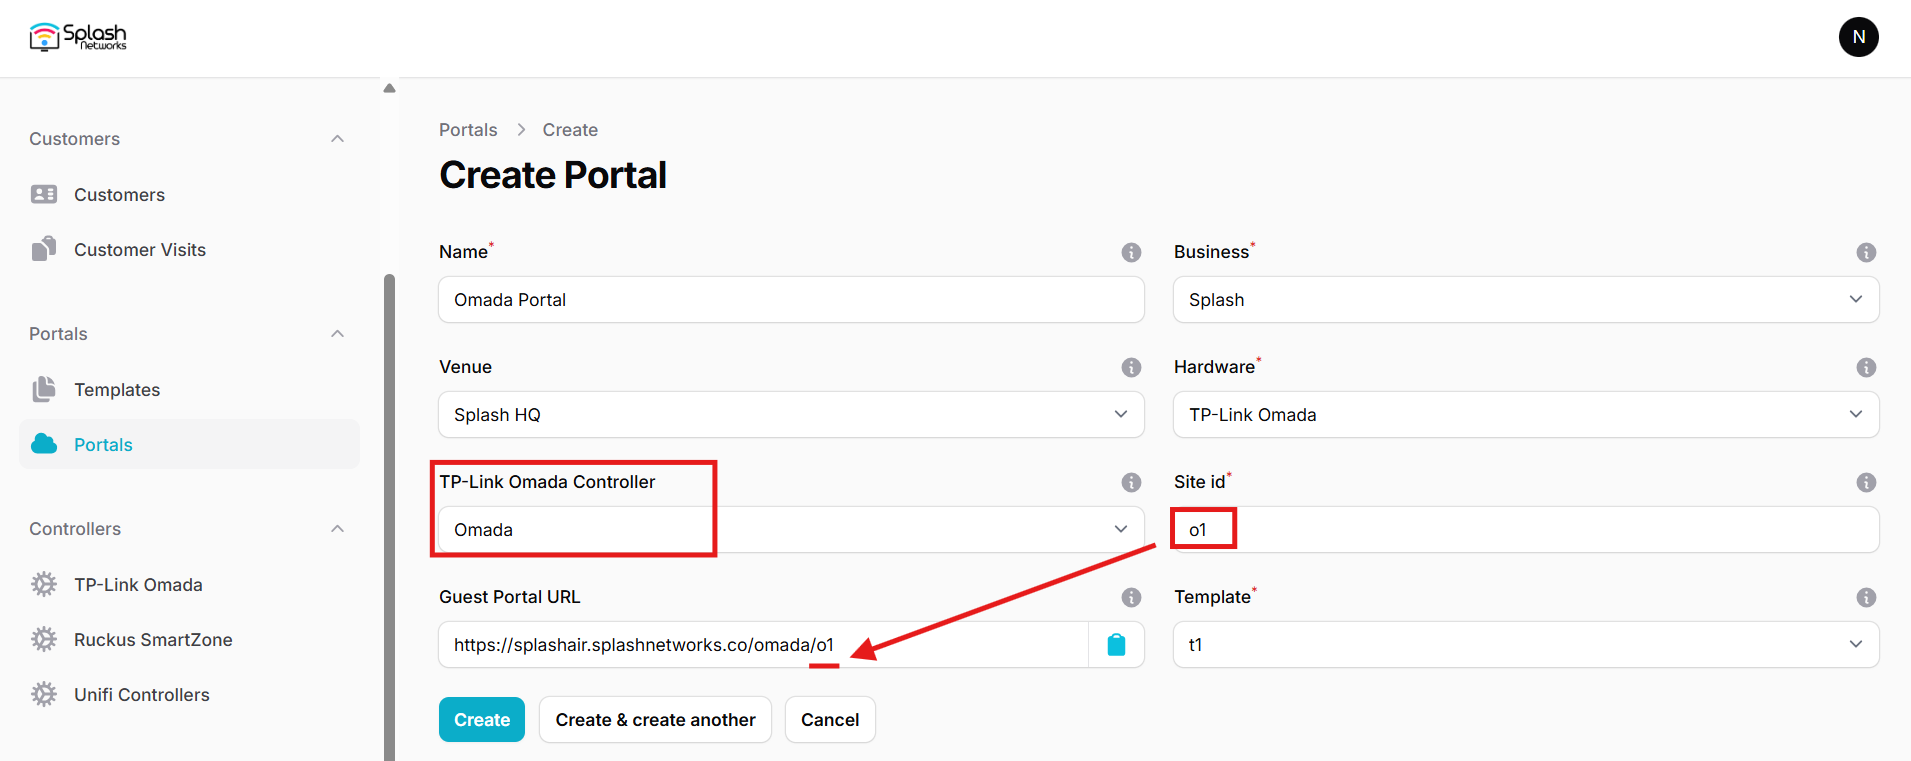 Splash
Networks
N
Customers
Customers
Customer Visits
Portals
Templates
Portals
Controllers
TP-Link Omada
Ruckus SmartZone
Unifi Controllers
Portals > Create
Create Portal
Name*
Omada Portal
Business*
Splash
Venue
Splash HQ
Hardware*
TP-Link Omada
TP-Link Omada Controller
Omada
Site id*
o1
Guest Portal URL
https://splashair.splashnetworks.co/omada/o1
Template*
t1
Create
Create & create another
Cancel